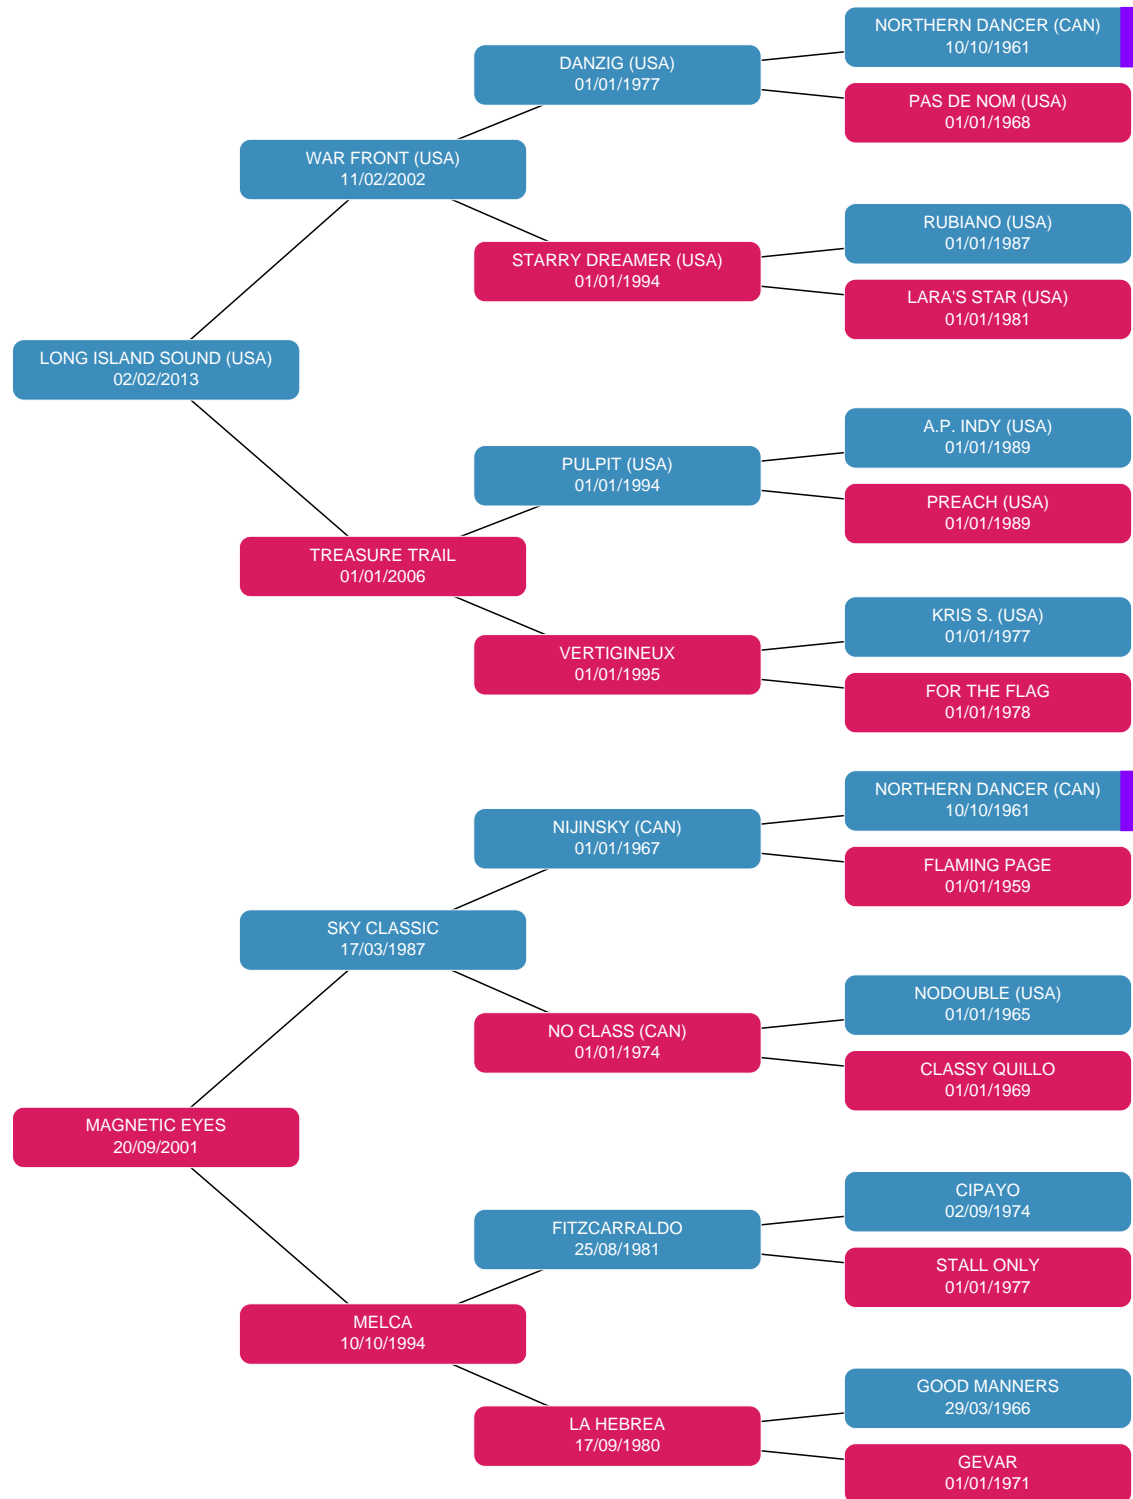 NORTHERN DANCER (CAN)
10/10/1961
DANZIG (USA)
01/01/1977
PAS DE NOM (USA)
01/01/1968
WAR FRONT (USA)
11/02/2002
RUBIANO (USA)
01/01/1987
STARRY DREAMER (USA)
01/01/1994
LARA'S STAR (USA)
01/01/1981
LONG ISLAND SOUND (USA)
02/02/2013
A.P. INDY (USA)
01/01/1989
PULPIT (USA)
01/01/1994
PREACH (USA)
01/01/1989
TREASURE TRAIL
01/01/2006
KRIS S. (USA)
01/01/1977
VERTIGINEUX
01/01/1995
FOR THE FLAG
01/01/1978
NORTHERN DANCER (CAN)
10/10/1961
NIJINSKY (CAN)
01/01/1967
FLAMING PAGE
01/01/1959
SKY CLASSIC
17/03/1987
NODOUBLE (USA)
01/01/1965
NO CLASS (CAN)
01/01/1974
CLASSY QUILLO
01/01/1969
MAGNETIC EYES
20/09/2001
CIPAYO
02/09/1974
FITZCARRALDO
25/08/1981
STALL ONLY
01/01/1977
MELCA
10/10/1994
GOOD MANNERS
29/03/1966
LA HEBREA
17/09/1980
GEVAR
01/01/1971